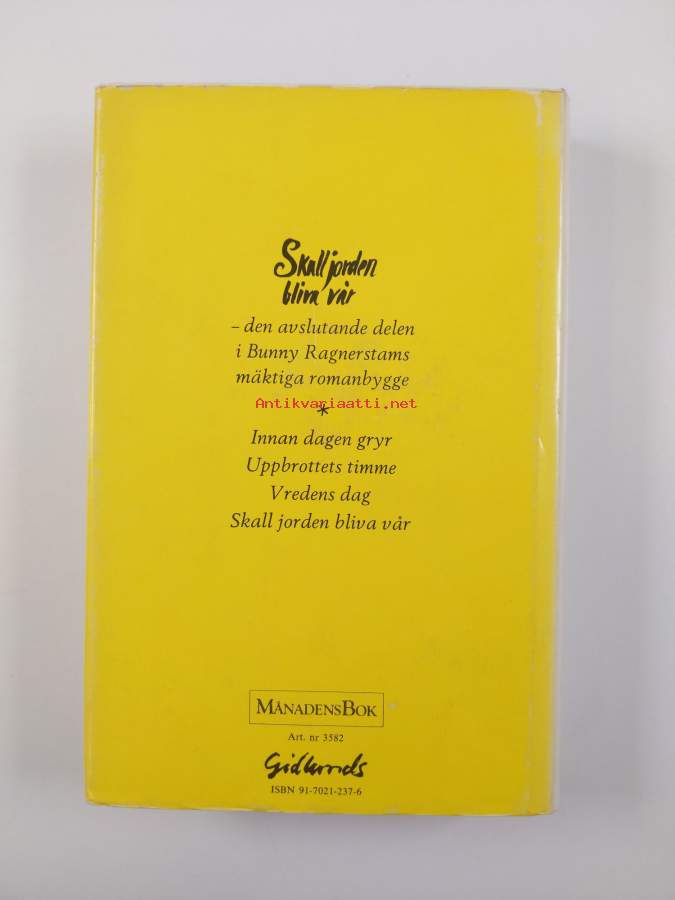 Skall jorden
bliva vår
– den avslutande delen
i Bunny Ragnerstams
mäktiga romanbygge
Antikvariaatti.net
*
Innan dagen gryr
Uppbrottets timme
Vredens dag
Skall jorden bliva vår
MÅNADENSBOK
Art. nr 3582
Gidlunds
ISBN 91-7021-237-6